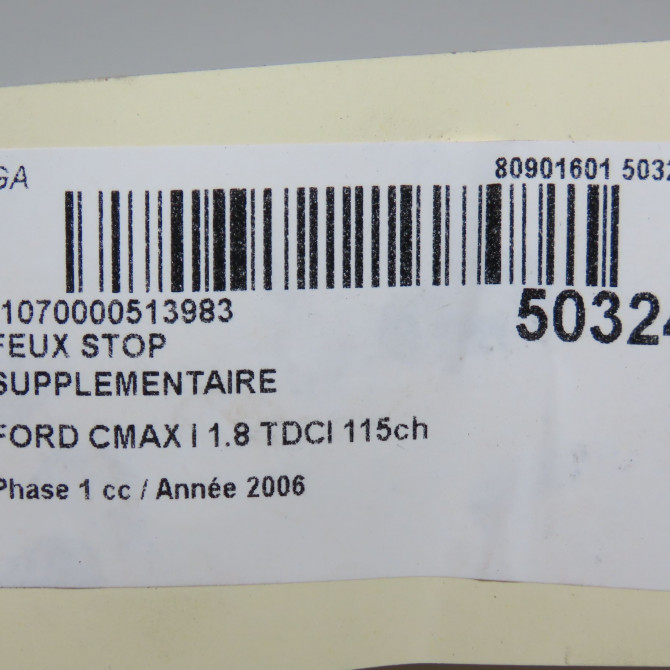 GA
80901601 5032
1070000513983
50324
FEUX STOP
SUPPLEMENTAIRE
FORD CMAX I 1.8 TDCI 115ch
Phase 1 cc / Année 2006